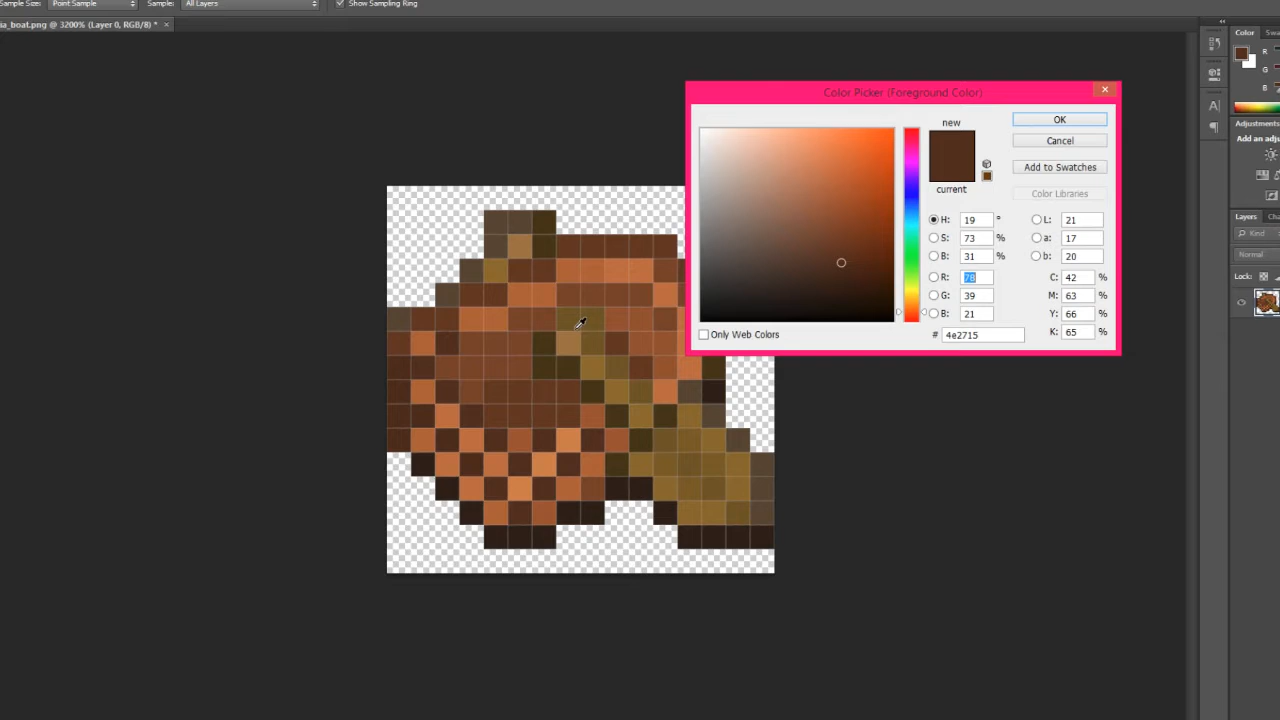 Sample Size: Point Sample Sample: All Layers Show Sampling Ring
ia_boat.png @ 3200% (Layer 0, RGB/8) * ×
Color
Color Picker (Foreground Color)
R
G
B
new
OK
Cancel
Add to Swatches
current
Color Libraries
Adjustments
Add an adju
H: 19 °
L: 21
S: 73 %
a: 17
B: 31 %
b: 20
R: 78
C: 42 %
G: 39
M: 63 %
B: 21
Y: 66 %
Only Web Colors
# 4e2715
K: 65 %
Layers
Kind
Normal
Lock: